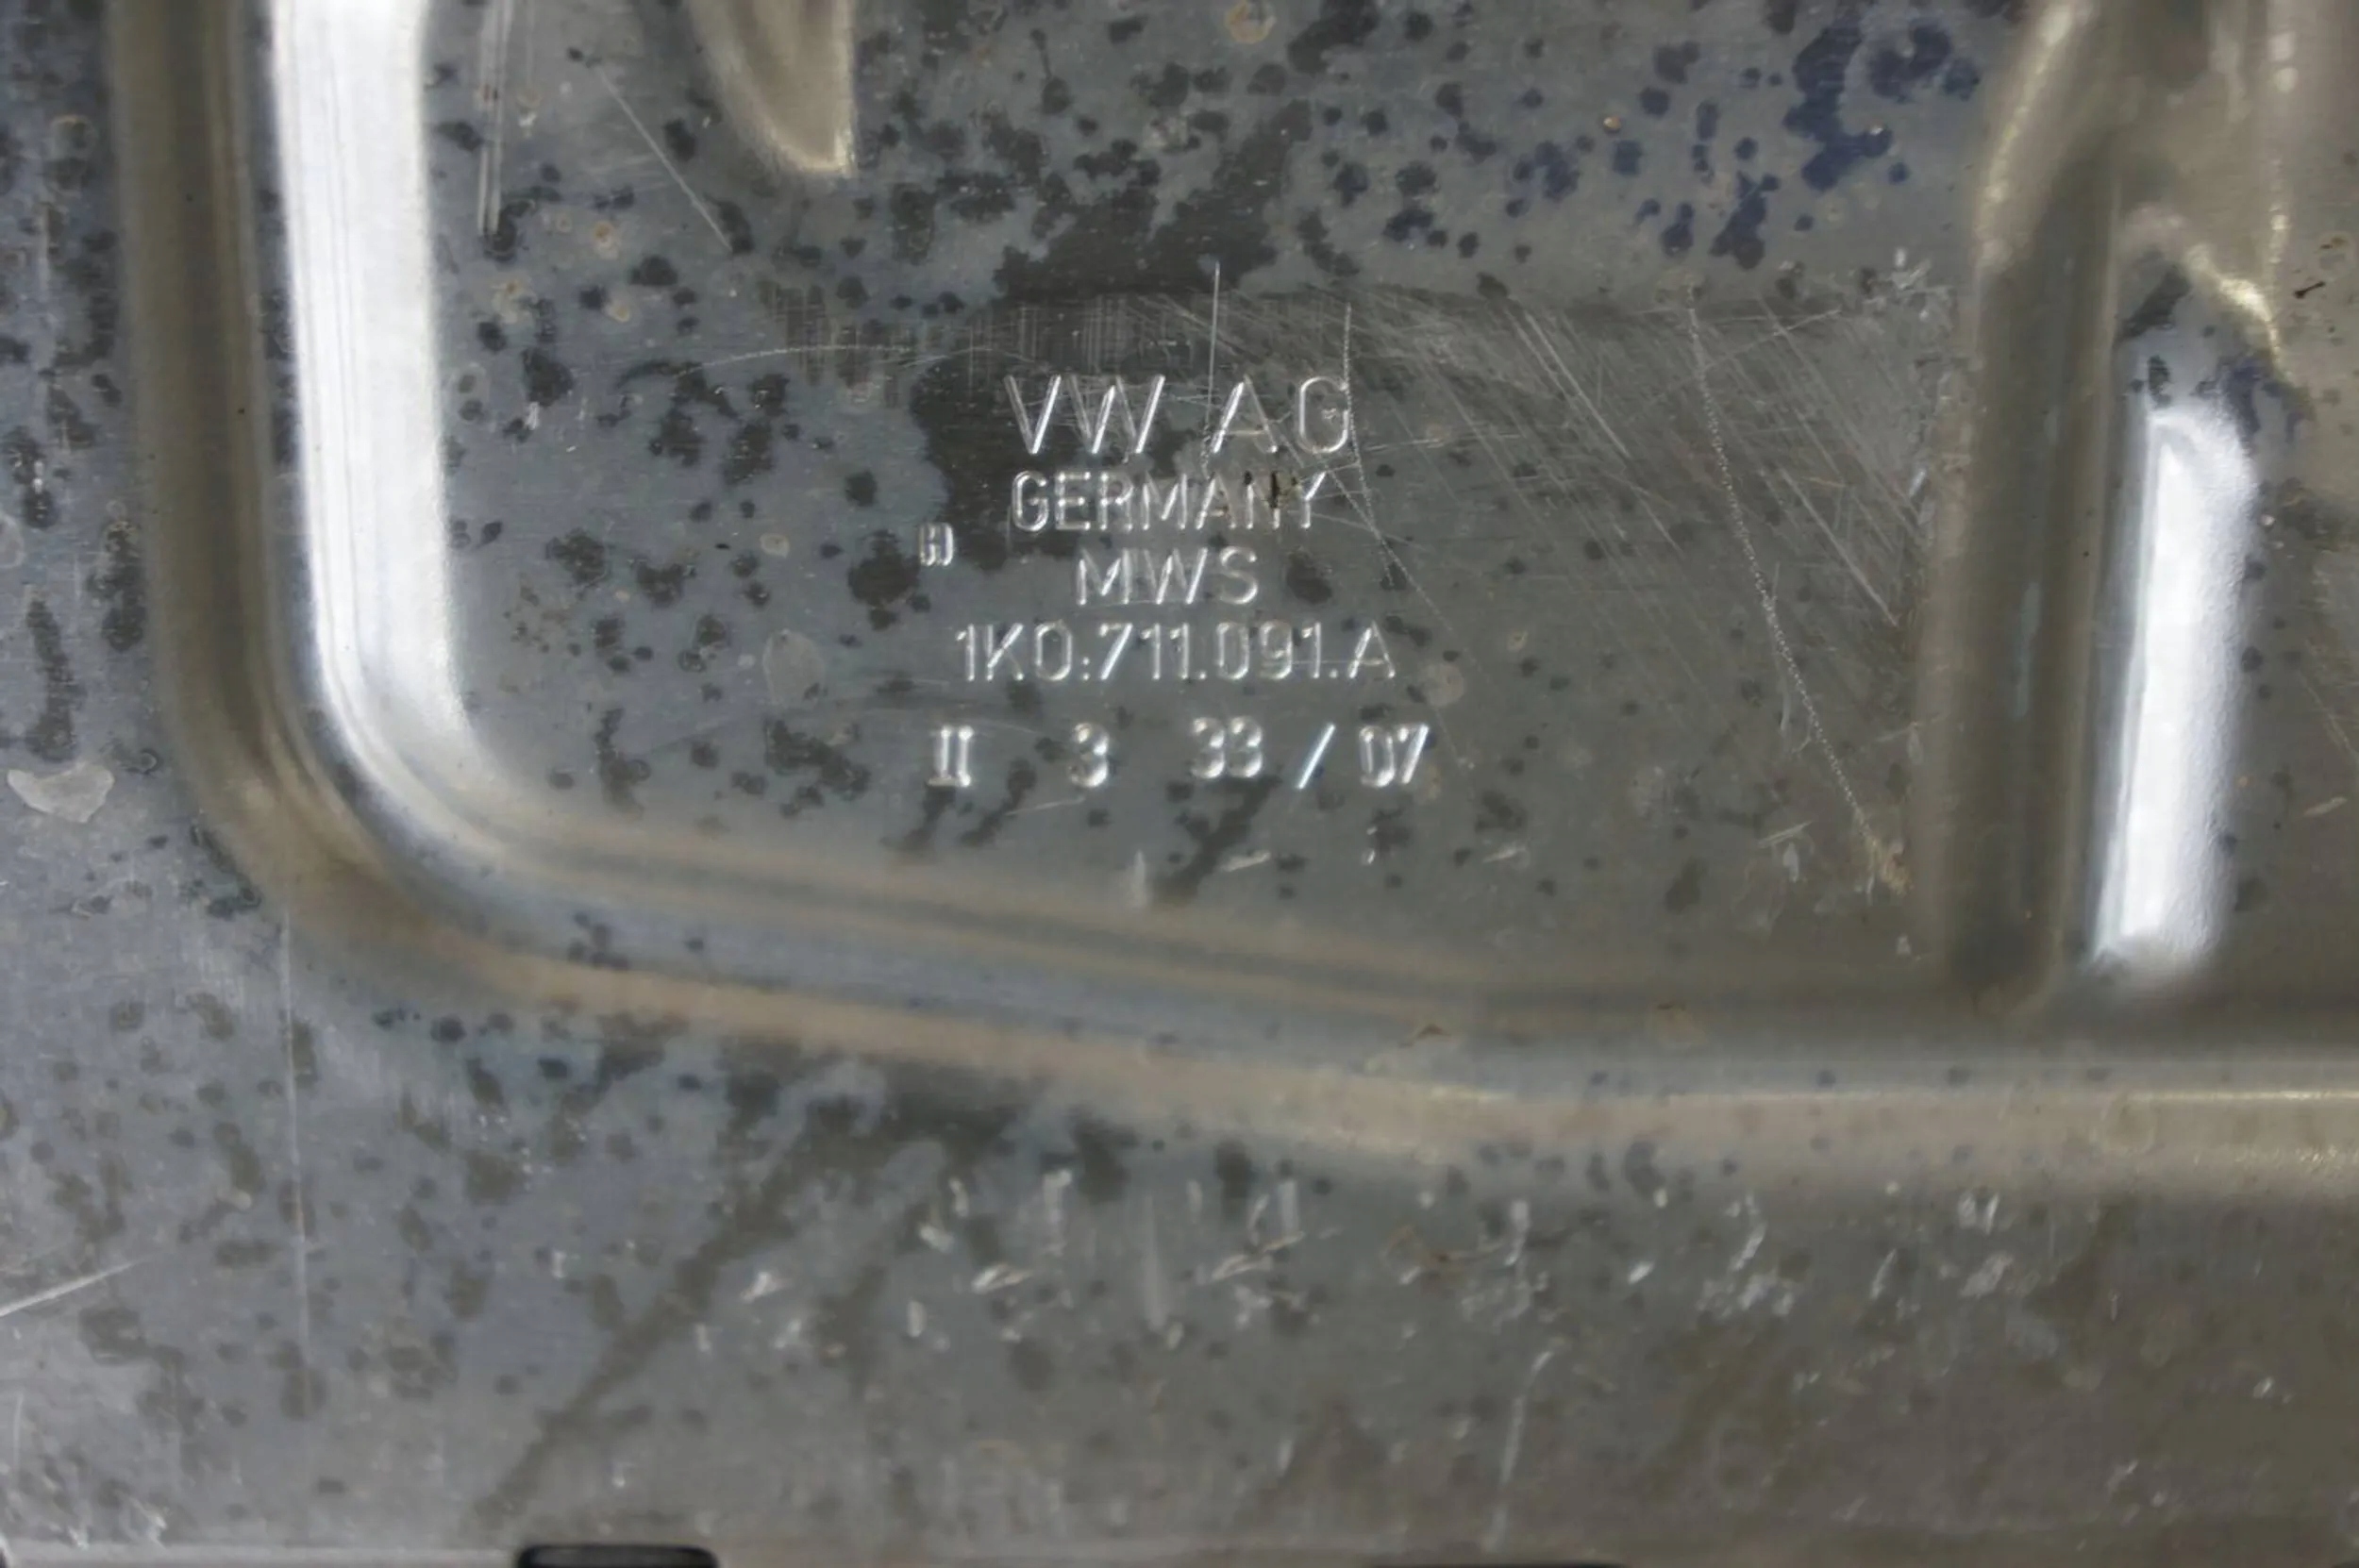 VW AG
GERMANY
H
MWS
1K0.711.091.A
II 3 33 / 07